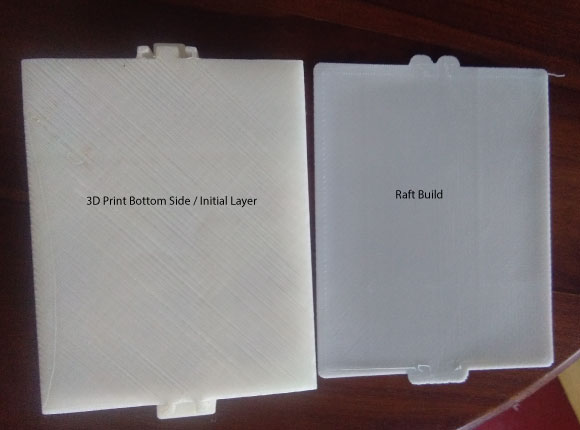 3D Print Bottom Side / Initial Layer
Raft Build